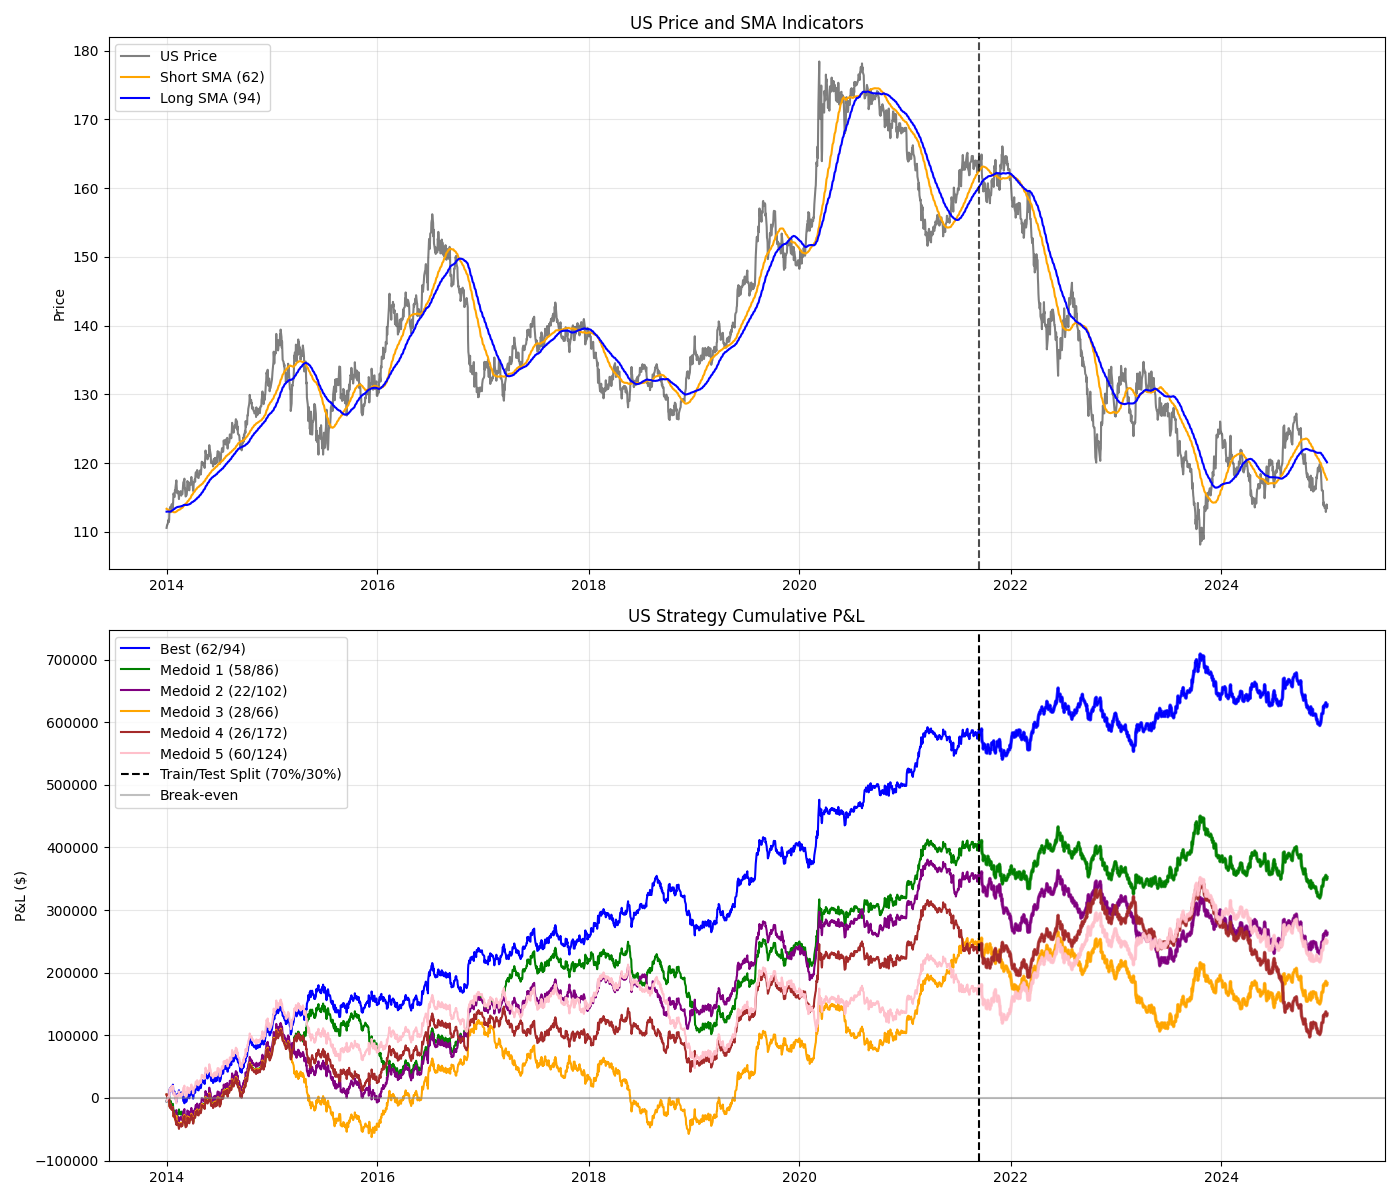 US Price and SMA Indicators
US Price
Short SMA (62)
Long SMA (94)
Price
180
170
160
150
140
130
120
110
2014
2016
2018
2020
2022
2024
US Strategy Cumulative P&L
Best (62/94)
Medoid 1 (58/86)
Medoid 2 (22/102)
Medoid 3 (28/66)
Medoid 4 (26/172)
Medoid 5 (60/124)
Train/Test Split (70%/30%)
Break-even
P&L ($)
700000
600000
500000
400000
300000
200000
100000
0
−100000
2014
2016
2018
2020
2022
2024